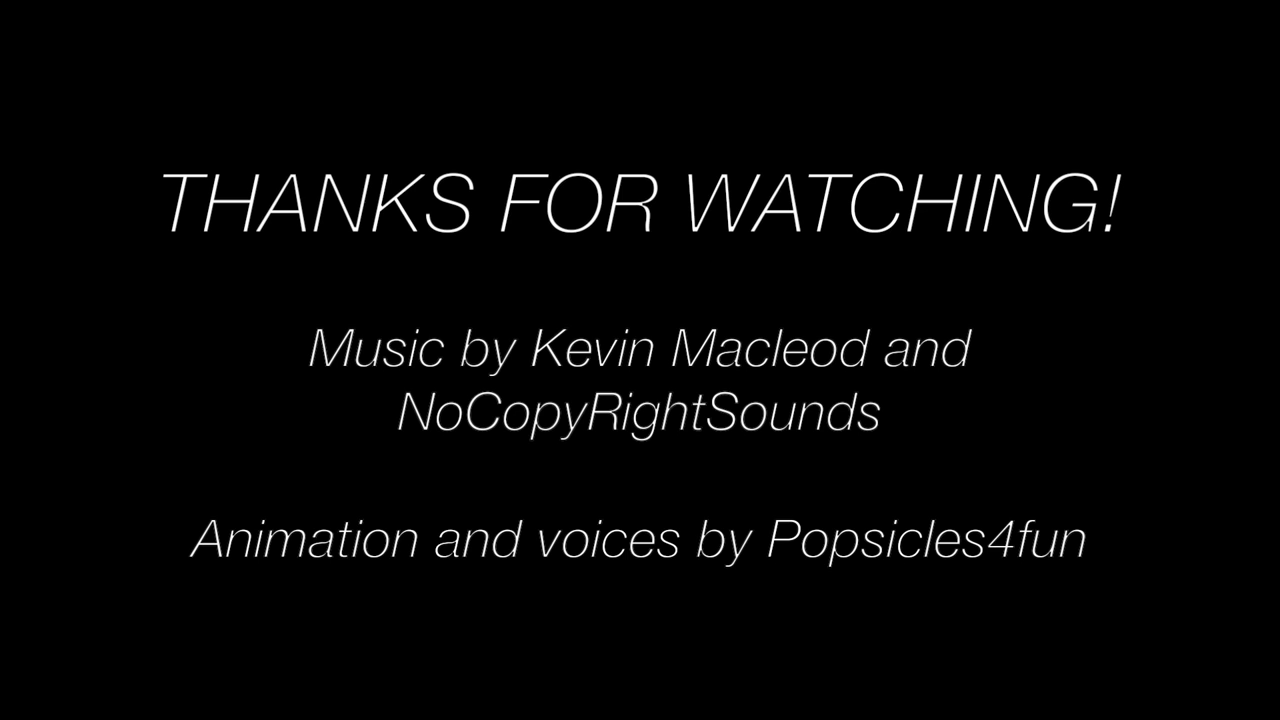 THANKS FOR WATCHING!
Music by Kevin Macleod and
NoCopyRightSounds
Animation and voices by Popsicles4fun